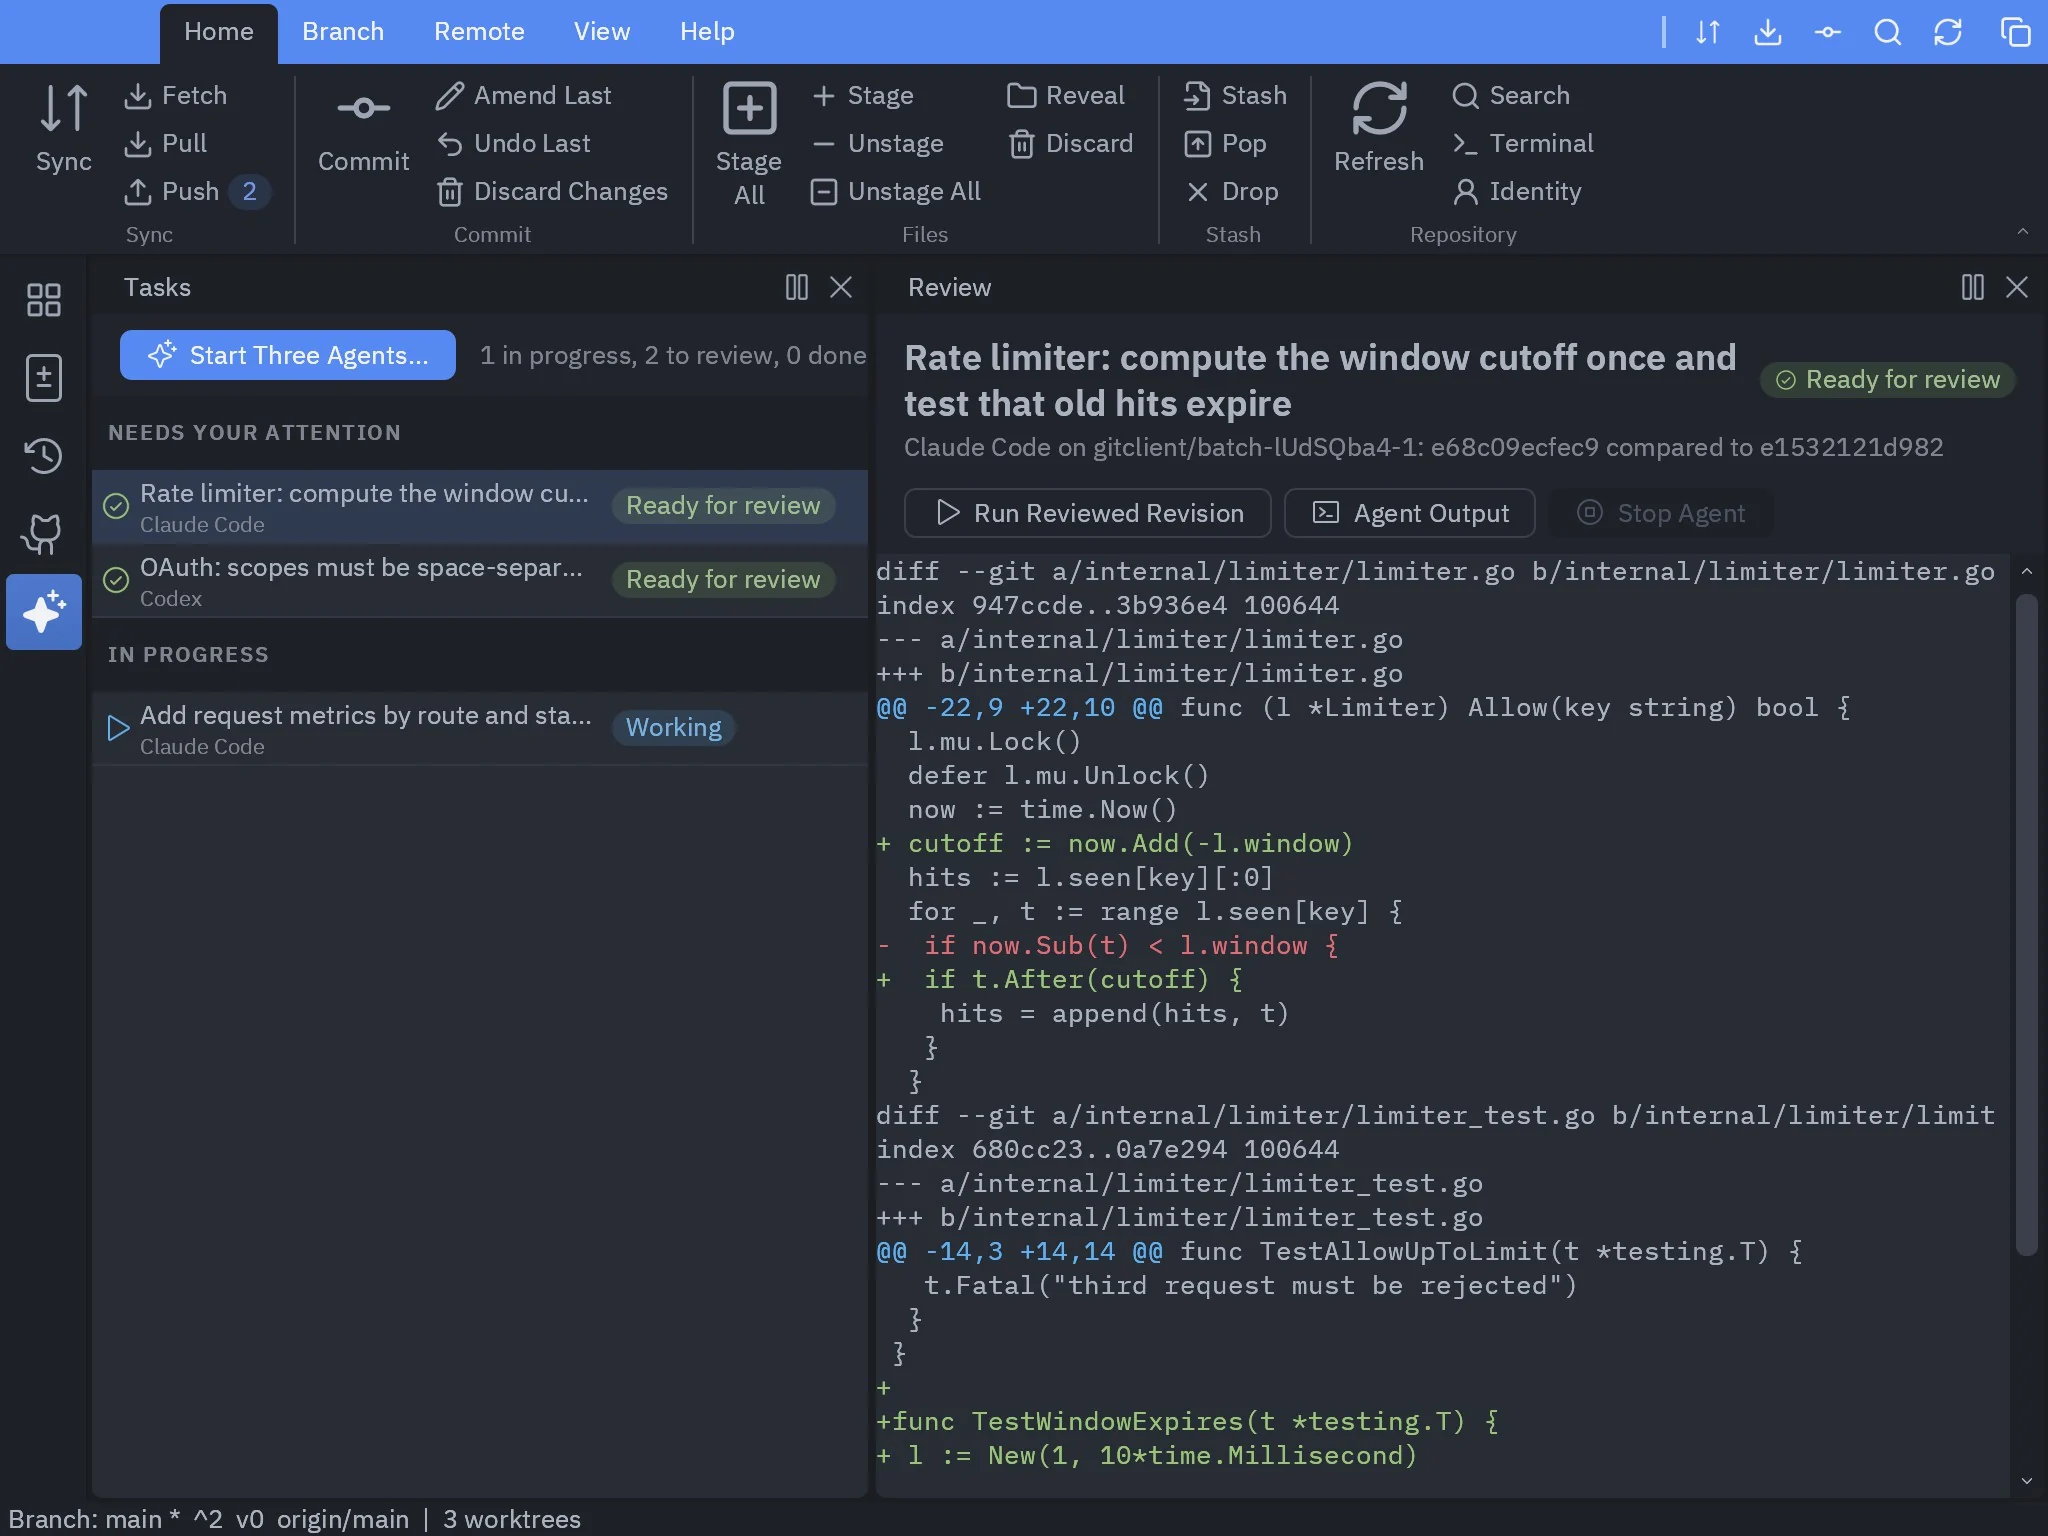 Home Branch Remote View Help
Sync
Fetch
Pull
Push 2
Sync
Commit
Amend Last
Undo Last
Discard Changes
Commit
Stage All
Stage
Unstage
Unstage All
Reveal
Discard
Files
Stash
Pop
Drop
Stash
Refresh
Search
Terminal
Identity
Repository
Tasks
Start Three Agents... 1 in progress, 2 to review, 0 done
NEEDS YOUR ATTENTION
Rate limiter: compute the window cu... Ready for review
Claude Code
OAuth: scopes must be space-separ... Ready for review
Codex
IN PROGRESS
Add request metrics by route and sta... Working
Claude Code
Review
Rate limiter: compute the window cutoff once and
test that old hits expire
Ready for review
Claude Code on gitclient/batch-lUdSQba4-1: e68c09ecfec9 compared to e1532121d982
Run Reviewed Revision Agent Output Stop Agent
diff --git a/internal/limiter/limiter.go b/internal/limiter/limiter.go
index 947ccde..3b936e4 100644
--- a/internal/limiter/limiter.go
+++ b/internal/limiter/limiter.go
@@ -22,9 +22,10 @@ func (l *Limiter) Allow(key string) bool {
  l.mu.Lock()
  defer l.mu.Unlock()
  now := time.Now()
+ cutoff := now.Add(-l.window)
  hits := l.seen[key][:0]
  for _, t := range l.seen[key] {
-  if now.Sub(t) < l.window {
+  if t.After(cutoff) {
    hits = append(hits, t)
   }
  }
diff --git a/internal/limiter/limiter_test.go b/internal/limiter/limit
index 680cc23..0a7e294 100644
--- a/internal/limiter/limiter_test.go
+++ b/internal/limiter/limiter_test.go
@@ -14,3 +14,14 @@ func TestAllowUpToLimit(t *testing.T) {
   t.Fatal("third request must be rejected")
  }
 }
+
+func TestWindowExpires(t *testing.T) {
+ l := New(1, 10*time.Millisecond)
Branch: main * ^2 v0 origin/main | 3 worktrees